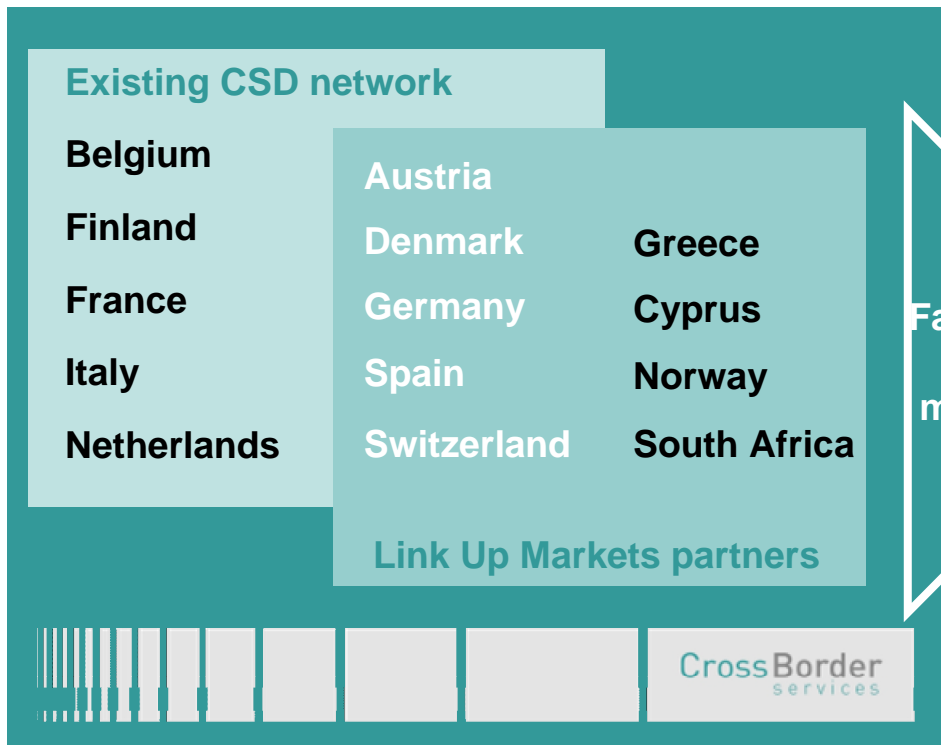 Existing CSD network
Belgium
Finland
France
Italy
Netherlands
Austria
Denmark
Germany
Spain
Switzerland
Greece
Cyprus
Norway
South Africa
Link Up Markets partners
CrossBorder
services